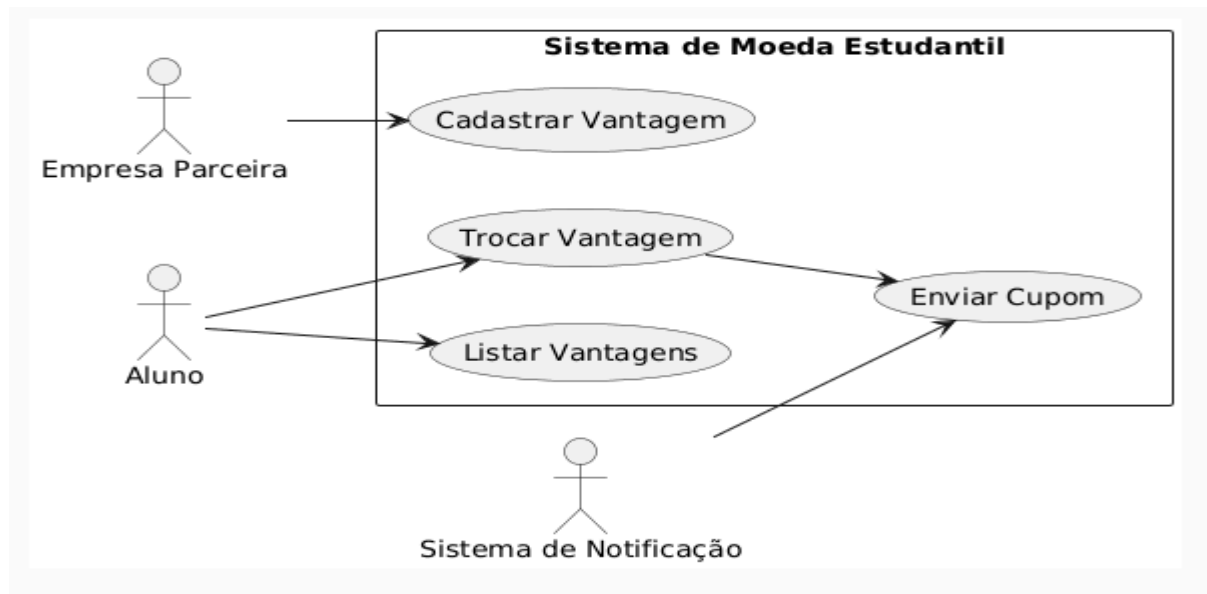 Sistema de Moeda Estudantil
Cadastrar Vantagem
Empresa Parceira
Trocar Vantagem
Enviar Cupom
Listar Vantagens
Aluno
Sistema de Notificação